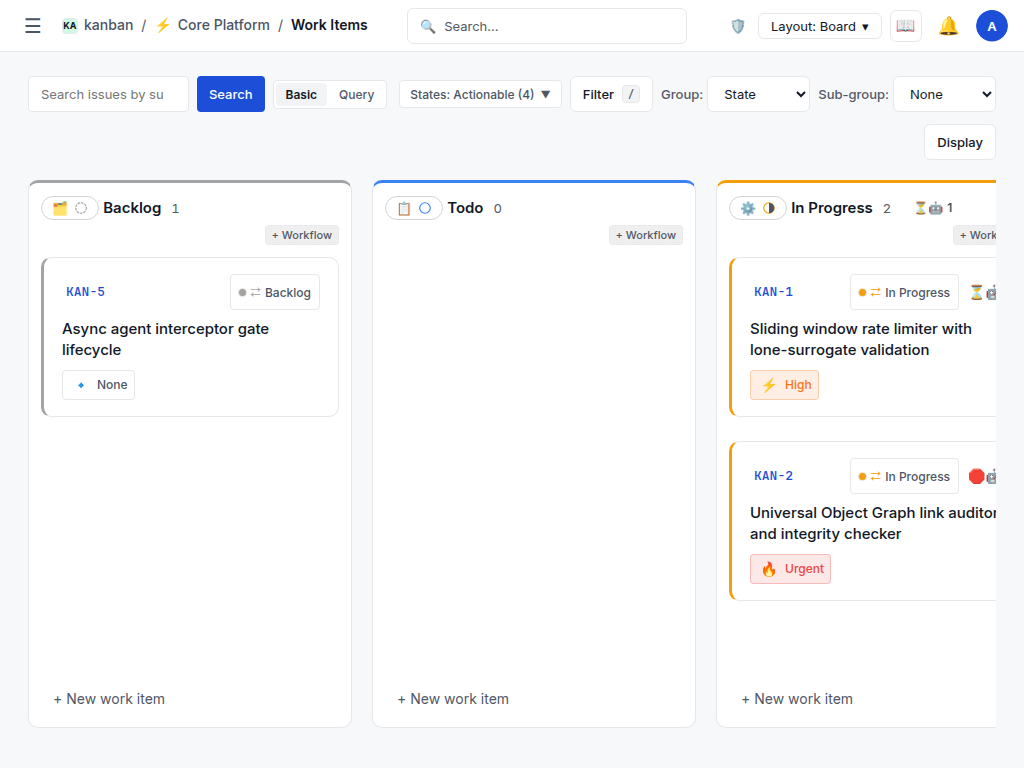 KA kanban / Core Platform / Work Items
Search...
Layout: Board ▾
A
Search issues by su
Search
Basic
Query
States: Actionable (4) ▼
Filter /
Group: State
Sub-group: None
Display
Backlog 1
+ Workflow
KAN-5
Backlog
Async agent interceptor gate
lifecycle
None
+ New work item
Todo 0
+ Workflow
+ New work item
In Progress 2 1
+ Work
KAN-1
In Progress
Sliding window rate limiter with
lone-surrogate validation
High
KAN-2
In Progress
Universal Object Graph link auditor
and integrity checker
Urgent
+ New work item